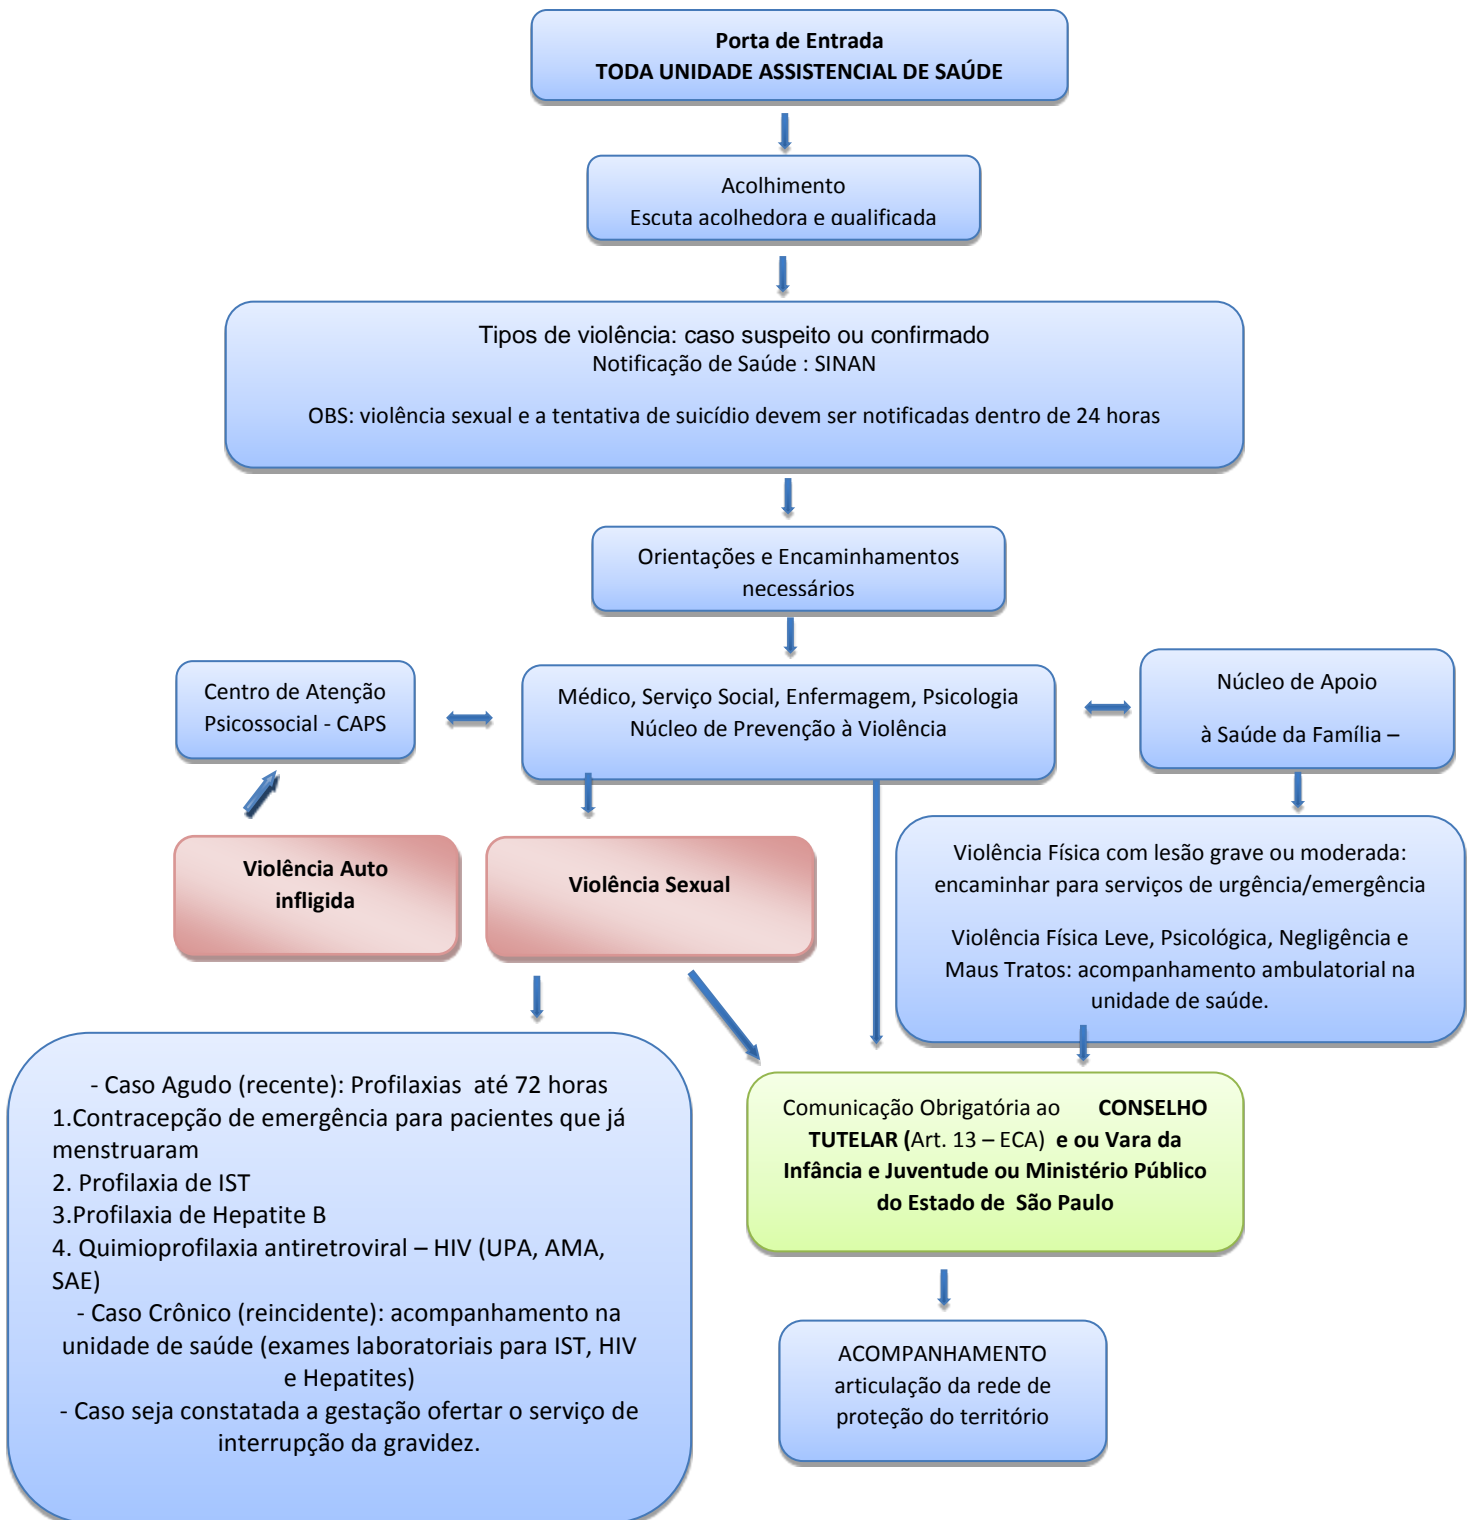 Porta de Entrada
TODA UNIDADE ASSISTENCIAL DE SAÚDE
Acolhimento
Escuta acolhedora e qualificada
Tipos de violência: caso suspeito ou confirmado
Notificação de Saúde : SINAN
OBS: violência sexual e a tentativa de suicídio devem ser notificadas dentro de 24 horas
Orientações e Encaminhamentos
necessários
Centro de Atenção
Psicossocial - CAPS
Médico, Serviço Social, Enfermagem, Psicologia
Núcleo de Prevenção à Violência
Núcleo de Apoio
à Saúde da Família –
Violência Auto
infligida
Violência Sexual
Violência Física com lesão grave ou moderada:
encaminhar para serviços de urgência/emergência
Violência Física Leve, Psicológica, Negligência e
Maus Tratos: acompanhamento ambulatorial na
unidade de saúde.
- Caso Agudo (recente): Profilaxias até 72 horas
1.Contracepção de emergência para pacientes que já
menstruaram
2. Profilaxia de IST
3.Profilaxia de Hepatite B
4. Quimioprofilaxia antiretroviral – HIV (UPA, AMA,
SAE)
- Caso Crônico (reincidente): acompanhamento na
unidade de saúde (exames laboratoriais para IST, HIV
e Hepatites)
- Caso seja constatada a gestação ofertar o serviço de
interrupção da gravidez.
Comunicação Obrigatória ao CONSELHO
TUTELAR (Art. 13 – ECA) e ou Vara da
Infância e Juventude ou Ministério Público
do Estado de São Paulo
ACOMPANHAMENTO
articulação da rede de
proteção do território